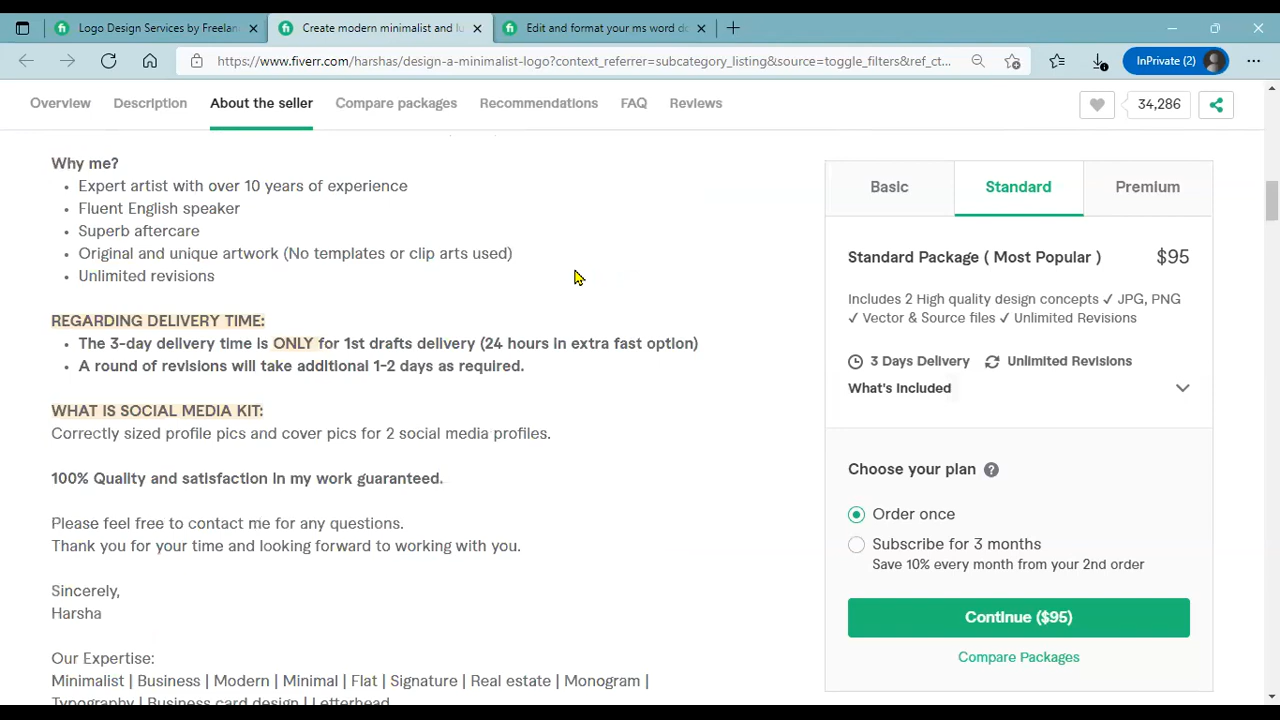 Logo Design Services by Freelan
Create modern minimalist and lu
Edit and format your ms word do
https://www.fiverr.com/harshas/design-a-minimalist-logo?context_referrer=subcategory_listing&source=toggle_filters&ref_ct...
InPrivate (2)
Overview
Description
About the seller
Compare packages
Recommendations
FAQ
Reviews
34,286
Why me?
Expert artist with over 10 years of experience
Fluent English speaker
Superb aftercare
Original and unique artwork (No templates or clip arts used)
Unlimited revisions
REGARDING DELIVERY TIME:
The 3-day delivery time is ONLY for 1st drafts delivery (24 hours in extra fast option)
A round of revisions will take additional 1-2 days as required.
WHAT IS SOCIAL MEDIA KIT:
Correctly sized profile pics and cover pics for 2 social media profiles.
100% Quality and satisfaction in my work guaranteed.
Please feel free to contact me for any questions.
Thank you for your time and looking forward to working with you.
Sincerely,
Harsha
Our Expertise:
Minimalist | Business | Modern | Minimal | Flat | Signature | Real estate | Monogram |
Typography | Business card design | Letterhead
Basic
Standard
Premium
Standard Package ( Most Popular ) $95
Includes 2 High quality design concepts ✓ JPG, PNG
✓ Vector & Source files ✓ Unlimited Revisions
3 Days Delivery Unlimited Revisions
What's Included
Choose your plan ?
Order once
Subscribe for 3 months
Save 10% every month from your 2nd order
Continue ($95)
Compare Packages